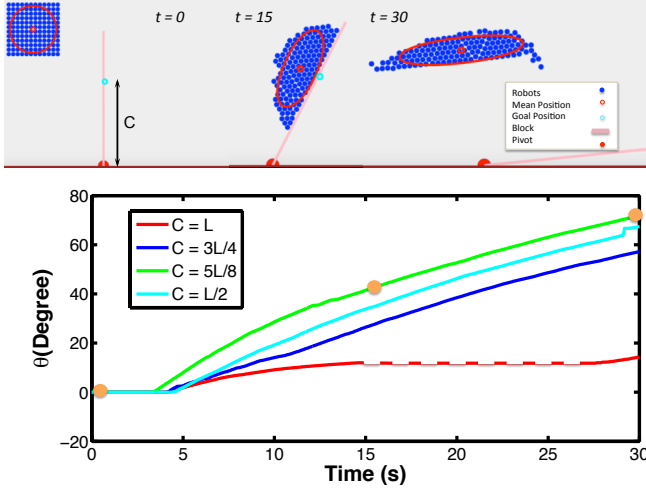 t = 0
t = 15
t = 30
C
Robots
Mean Position
Goal Position
Block
Pivot
80
60
40
20
0
−20
θ(Degree)
C = L
C = 3L/4
C = 5L/8
C = L/2
0
5
10
15
20
25
30
Time (s)